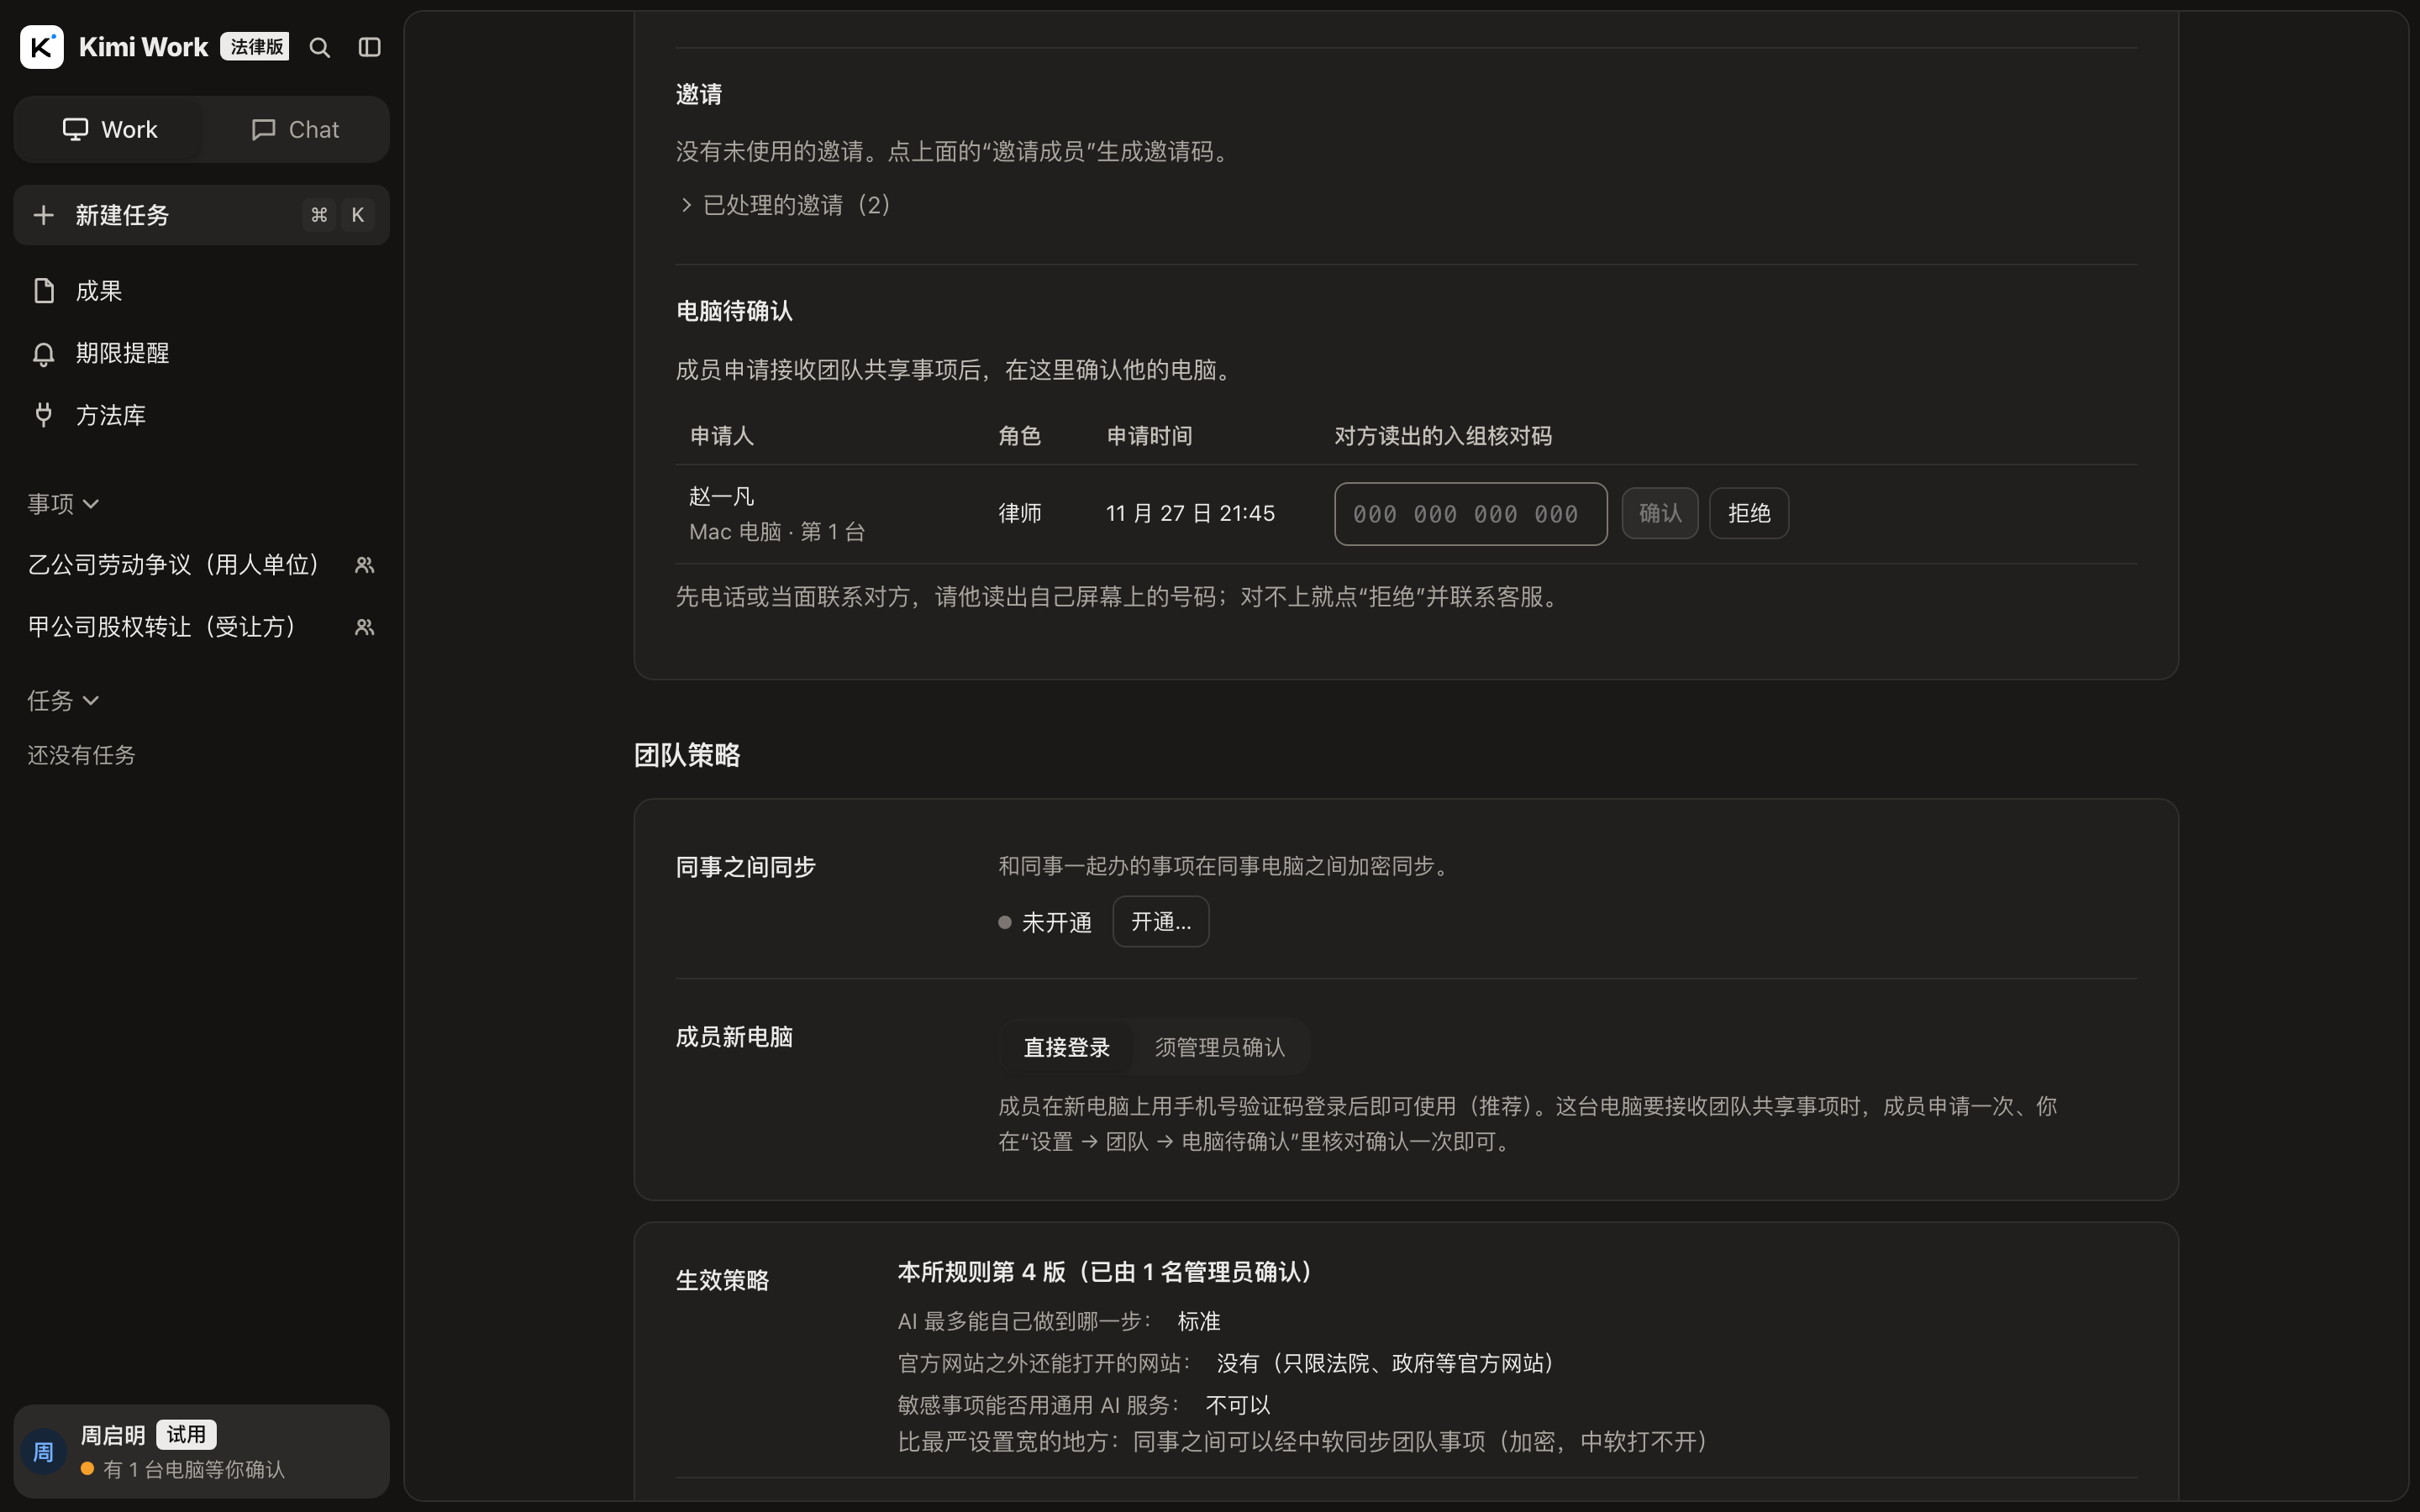 Kimi Work 法律版
Work
Chat
新建任务 ⌘ K
成果
期限提醒
方法库
事项
乙公司劳动争议（用人单位）
甲公司股权转让（受让方）
任务
还没有任务
周
周启明 试用
有 1 台电脑等你确认
邀请
没有未使用的邀请。点上面的“邀请成员”生成邀请码。
已处理的邀请（2）
电脑待确认
成员申请接收团队共享事项后，在这里确认他的电脑。
申请人 角色 申请时间 对方读出的入组核对码
赵一凡
Mac 电脑 · 第 1 台
律师 11 月 27 日 21:45 000 000 000 000 确认 拒绝
先电话或当面联系对方，请他读出自己屏幕上的号码；对不上就点“拒绝”并联系客服。
团队策略
同事之间同步 和同事一起办的事项在同事电脑之间加密同步。
未开通 开通...
成员新电脑 直接登录 须管理员确认
成员在新电脑上用手机号验证码登录后即可使用（推荐）。这台电脑要接收团队共享事项时，成员申请一次、你
在“设置 → 团队 → 电脑待确认”里核对确认一次即可。
生效策略 本所规则第 4 版（已由 1 名管理员确认）
AI 最多能自己做到哪一步： 标准
官方网站之外还能打开的网站： 没有（只限法院、政府等官方网站）
敏感事项能否用通用 AI 服务： 不可以
比最严设置宽的地方：同事之间可以经中软同步团队事项（加密，中软打不开）